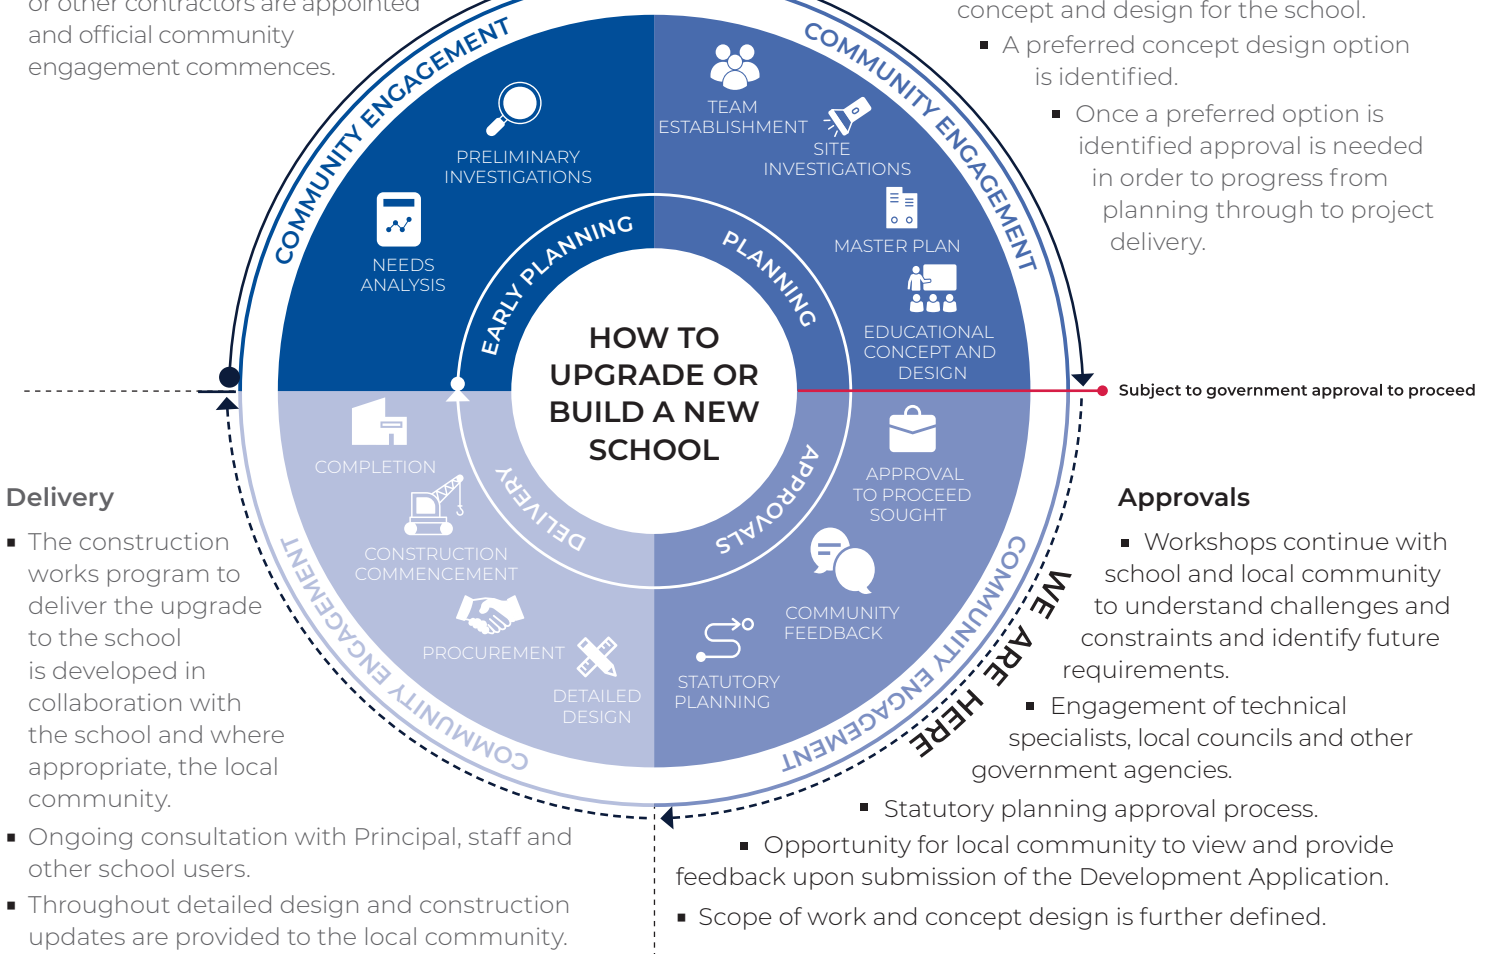 or other contractors are appointed
and official community
engagement commences.
concept and design for the school.
▪ A preferred concept design option
is identified.
▪ Once a preferred option is
identified approval is needed
in order to progress from
planning through to project
delivery.
COMMUNITY ENGAGEMENT
COMMUNITY ENGAGEMENT
PRELIMINARY
INVESTIGATIONS
NEEDS
ANALYSIS
EARLY PLANNING
TEAM
ESTABLISHMENT
SITE
INVESTIGATIONS
MASTER PLAN
EDUCATIONAL
CONCEPT AND
DESIGN
PLANNING
HOW TO
UPGRADE OR
BUILD A NEW
SCHOOL
Subject to government approval to proceed
APPROVALS
APPROVAL
TO PROCEED
SOUGHT
COMMUNITY
FEEDBACK
STATUTORY
PLANNING
COMMUNITY ENGAGEMENT
WE ARE HERE
DELIVERY
COMPLETION
CONSTRUCTION
COMMENCEMENT
PROCUREMENT
DETAILED
DESIGN
COMMUNITY ENGAGEMENT
Delivery
▪ The construction
works program to
deliver the upgrade
to the school
is developed in
collaboration with
the school and where
appropriate, the local
community.
▪ Ongoing consultation with Principal, staff and
other school users.
▪ Throughout detailed design and construction
updates are provided to the local community.
Approvals
▪ Workshops continue with
school and local community
to understand challenges and
constraints and identify future
requirements.
▪ Engagement of technical
specialists, local councils and other
government agencies.
▪ Statutory planning approval process.
▪ Opportunity for local community to view and provide
feedback upon submission of the Development Application.
▪ Scope of work and concept design is further defined.